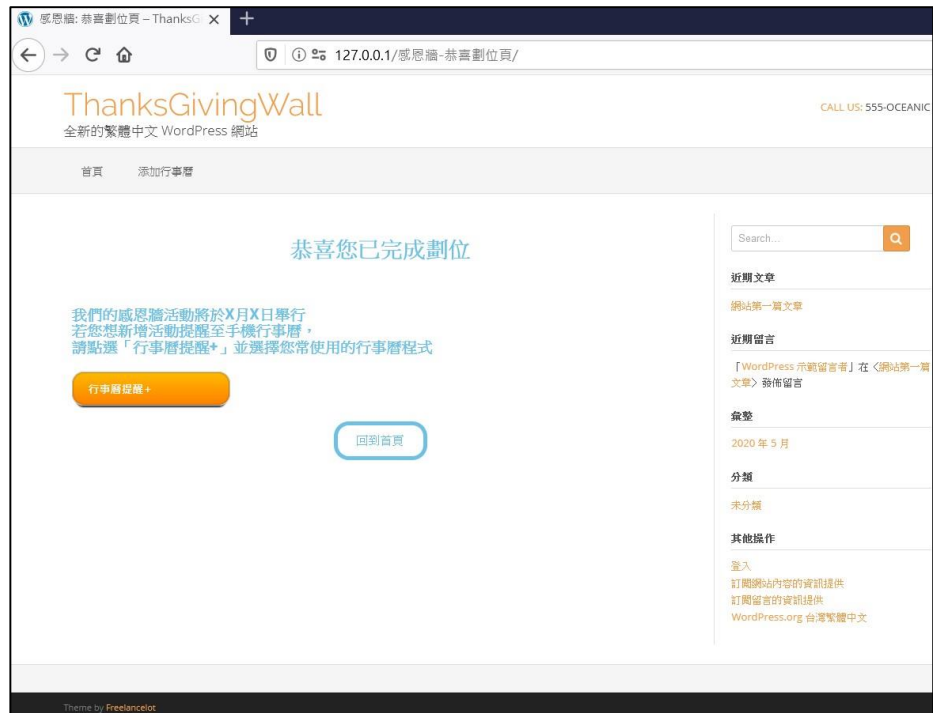 感恩牆: 恭喜劃位頁 – ThanksG
127.0.0.1/感恩牆-恭喜劃位頁/
ThanksGivingWall
CALL US: 555-OCEANIC
全新的繁體中文 WordPress 網站
首頁 添加行事曆
恭喜您已完成劃位
我們的感恩牆活動將於X月X日舉行
若您想新增活動提醒至手機行事曆，
請點選「行事曆提醒+」並選擇您常使用的行事曆程式
行事曆提醒+
回到首頁
Search...
近期文章
網站第一篇文章
近期留言
「WordPress 示範留言者」在〈網站第一篇
文章〉發佈留言
彙整
2020 年 5 月
分類
未分類
其他操作
登入
訂閱網站內容的資訊提供
訂閱留言的資訊提供
WordPress.org 台灣繁體中文
Theme by Freelancelot